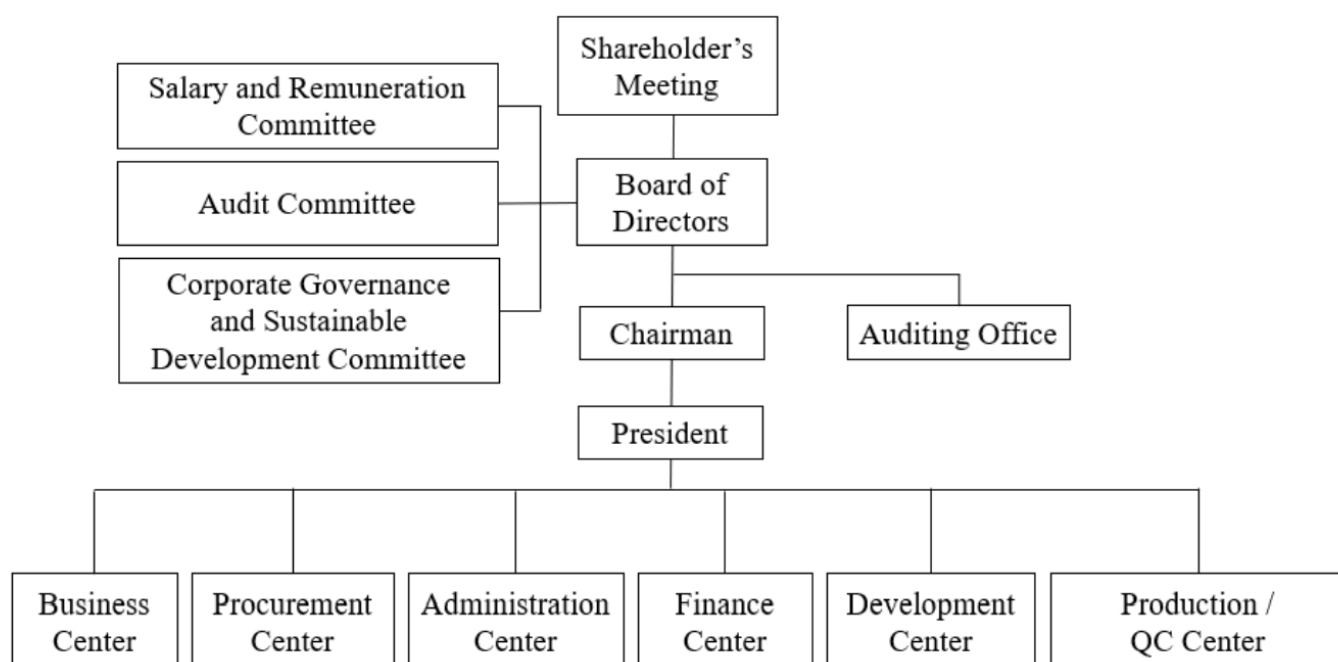 Shareholder's
Meeting
Salary and Remuneration
Committee
Audit Committee
Board of
Directors
Corporate Governance
and Sustainable
Development Committee
Chairman
Auditing Office
President
Business
Center
Procurement
Center
Administration
Center
Finance
Center
Development
Center
Production /
QC Center